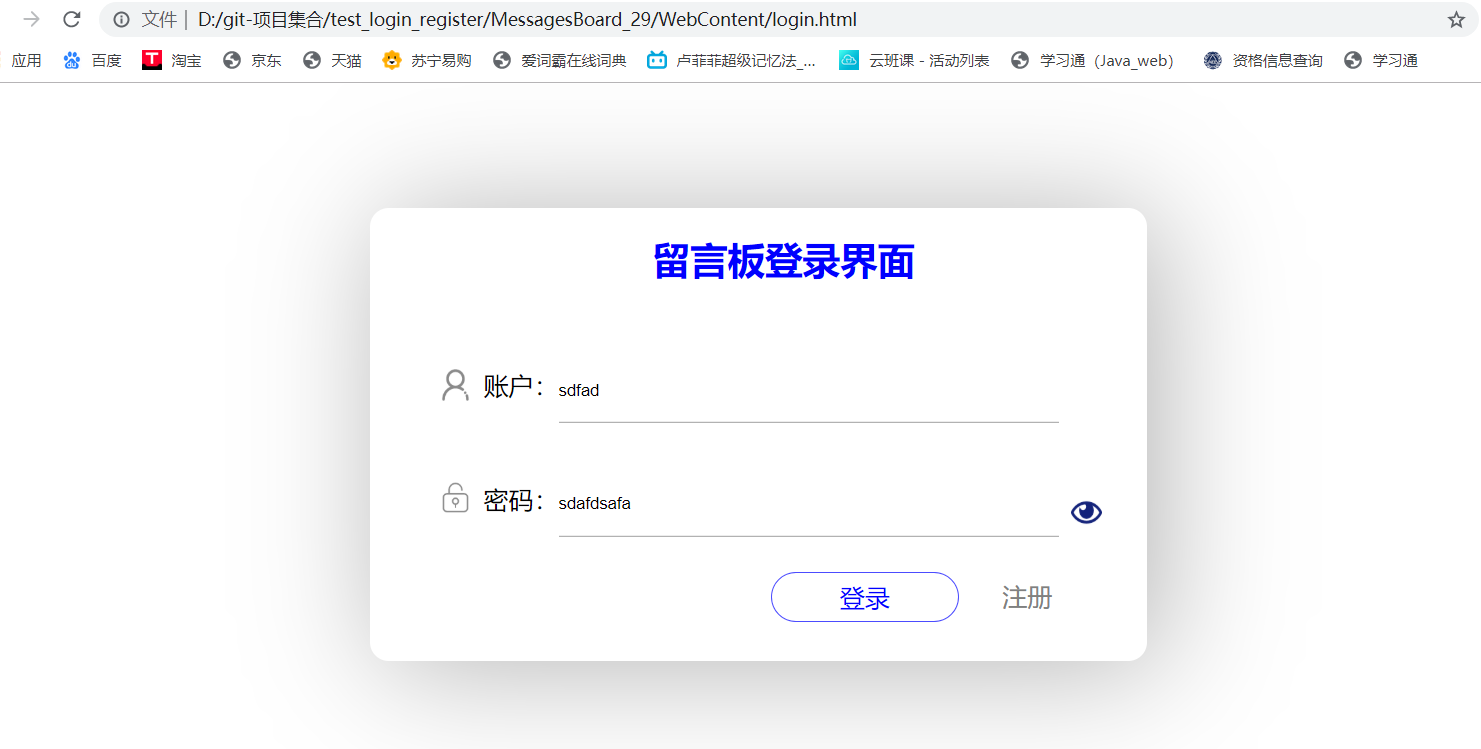 文件 | D:/git-项目集合/test_login_register/MessagesBoard_29/WebContent/login.html
应用 百度 淘宝 京东 天猫 苏宁易购 爱词霸在线词典 卢菲菲超级记忆法_... 云班课 - 活动列表 学习通（Java_web） 资格信息查询 学习通
留言板登录界面
账户：sdfad
密码：sdafdsafa
登录 注册